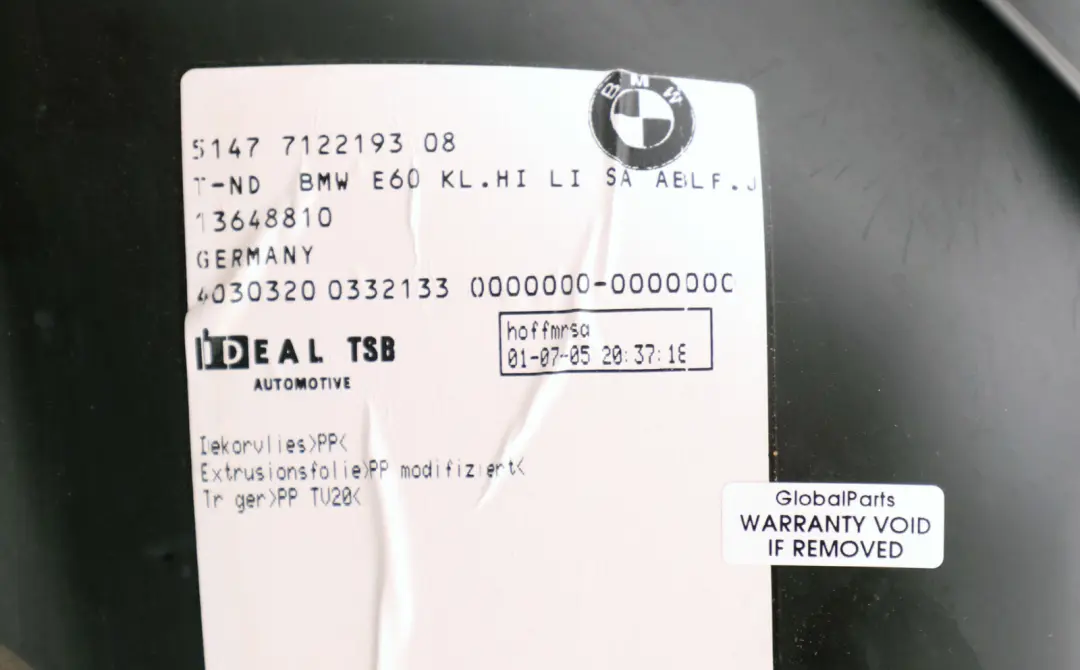 BMW
5147 7122193 08
T-ND BMW E60 KL.HI LI SA ABLF.J
13648810
GERMANY
4030320 0332133 0000000-0000000
IDEAL TSB
AUTOMOTIVE
hoffmrsa
01-07-05 20:37:18
Dekorvlies>PP<
Extrusionsfolie>PP modifiziert<
Tr ger>PP TV20<
GlobalParts
WARRANTY VOID
IF REMOVED